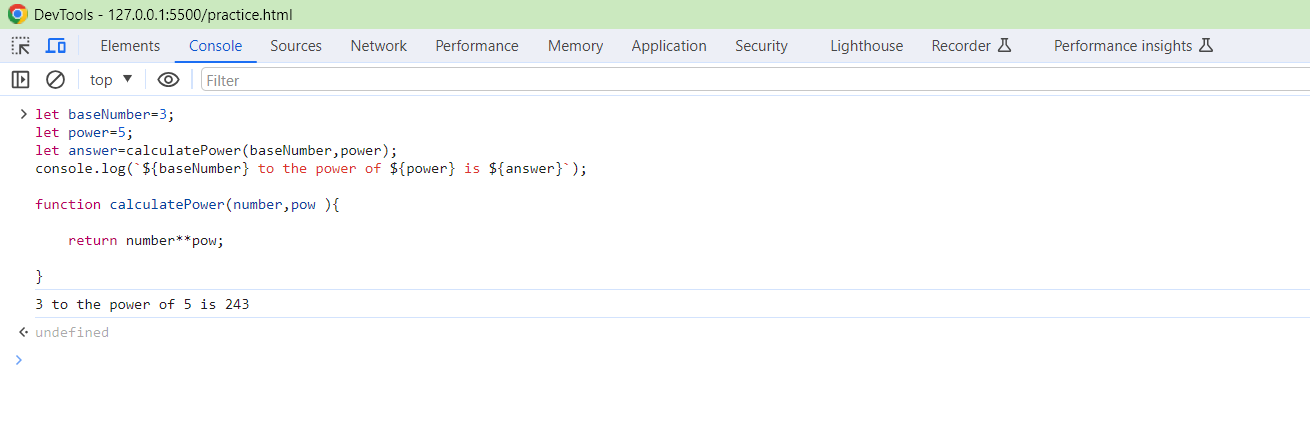 DevTools - 127.0.0.1:5500/practice.html
Elements Console Sources Network Performance Memory Application Security Lighthouse Recorder Performance insights
top Filter
let baseNumber=3;
let power=5;
let answer=calculatePower(baseNumber,power);
console.log(`${baseNumber} to the power of ${power} is ${answer}`);
function calculatePower(number,pow ){
return number**pow;
}
3 to the power of 5 is 243
undefined